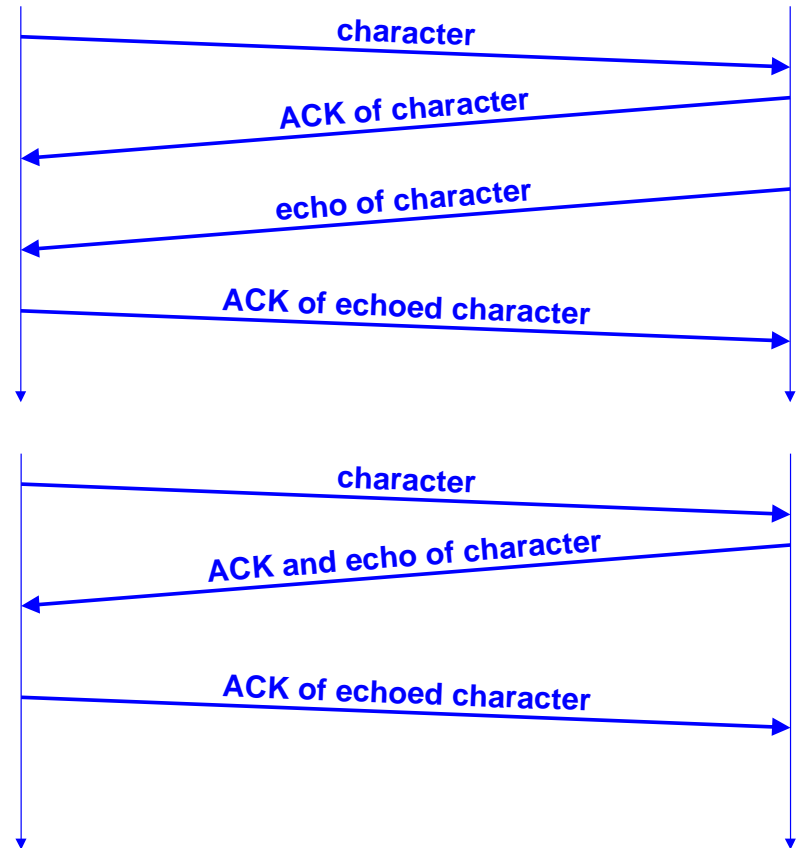 character
ACK of character
echo of character
ACK of echoed character
character
ACK and echo of character
ACK of echoed character